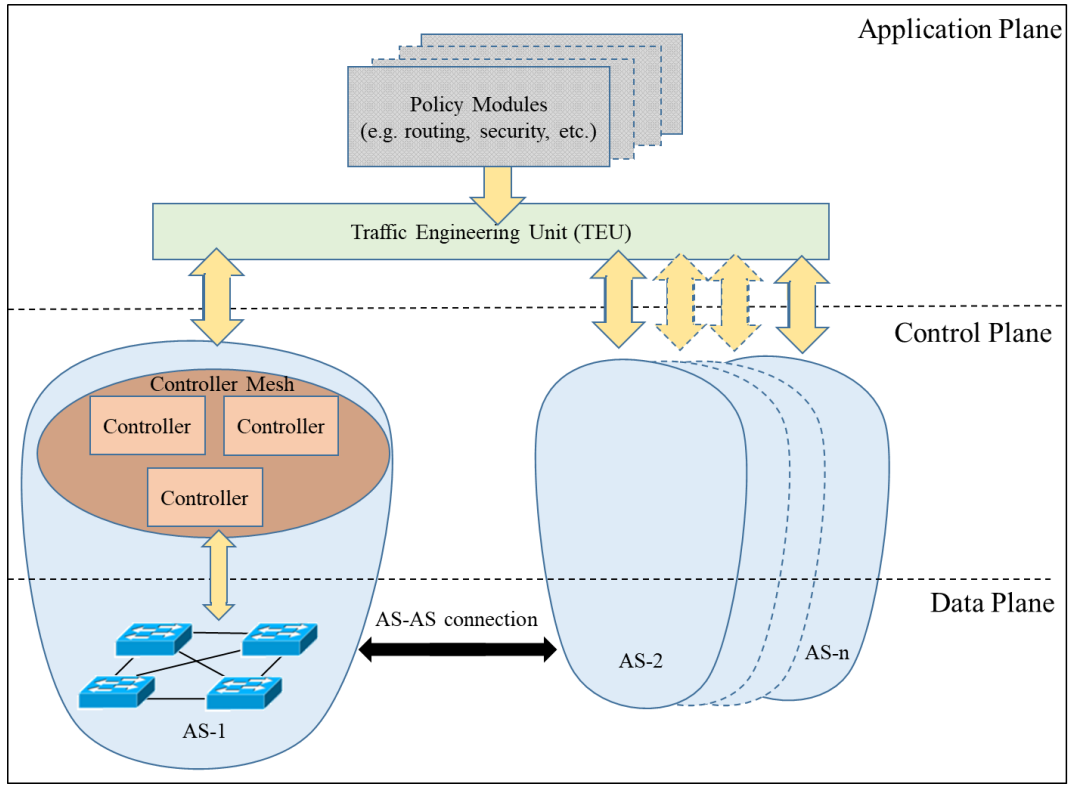 Application Plane
Policy Modules
(e.g. routing, security, etc.)
Traffic Engineering Unit (TEU)
Control Plane
Controller Mesh
Controller
Controller
Controller
Data Plane
AS-AS connection
AS-2
AS-n
AS-1